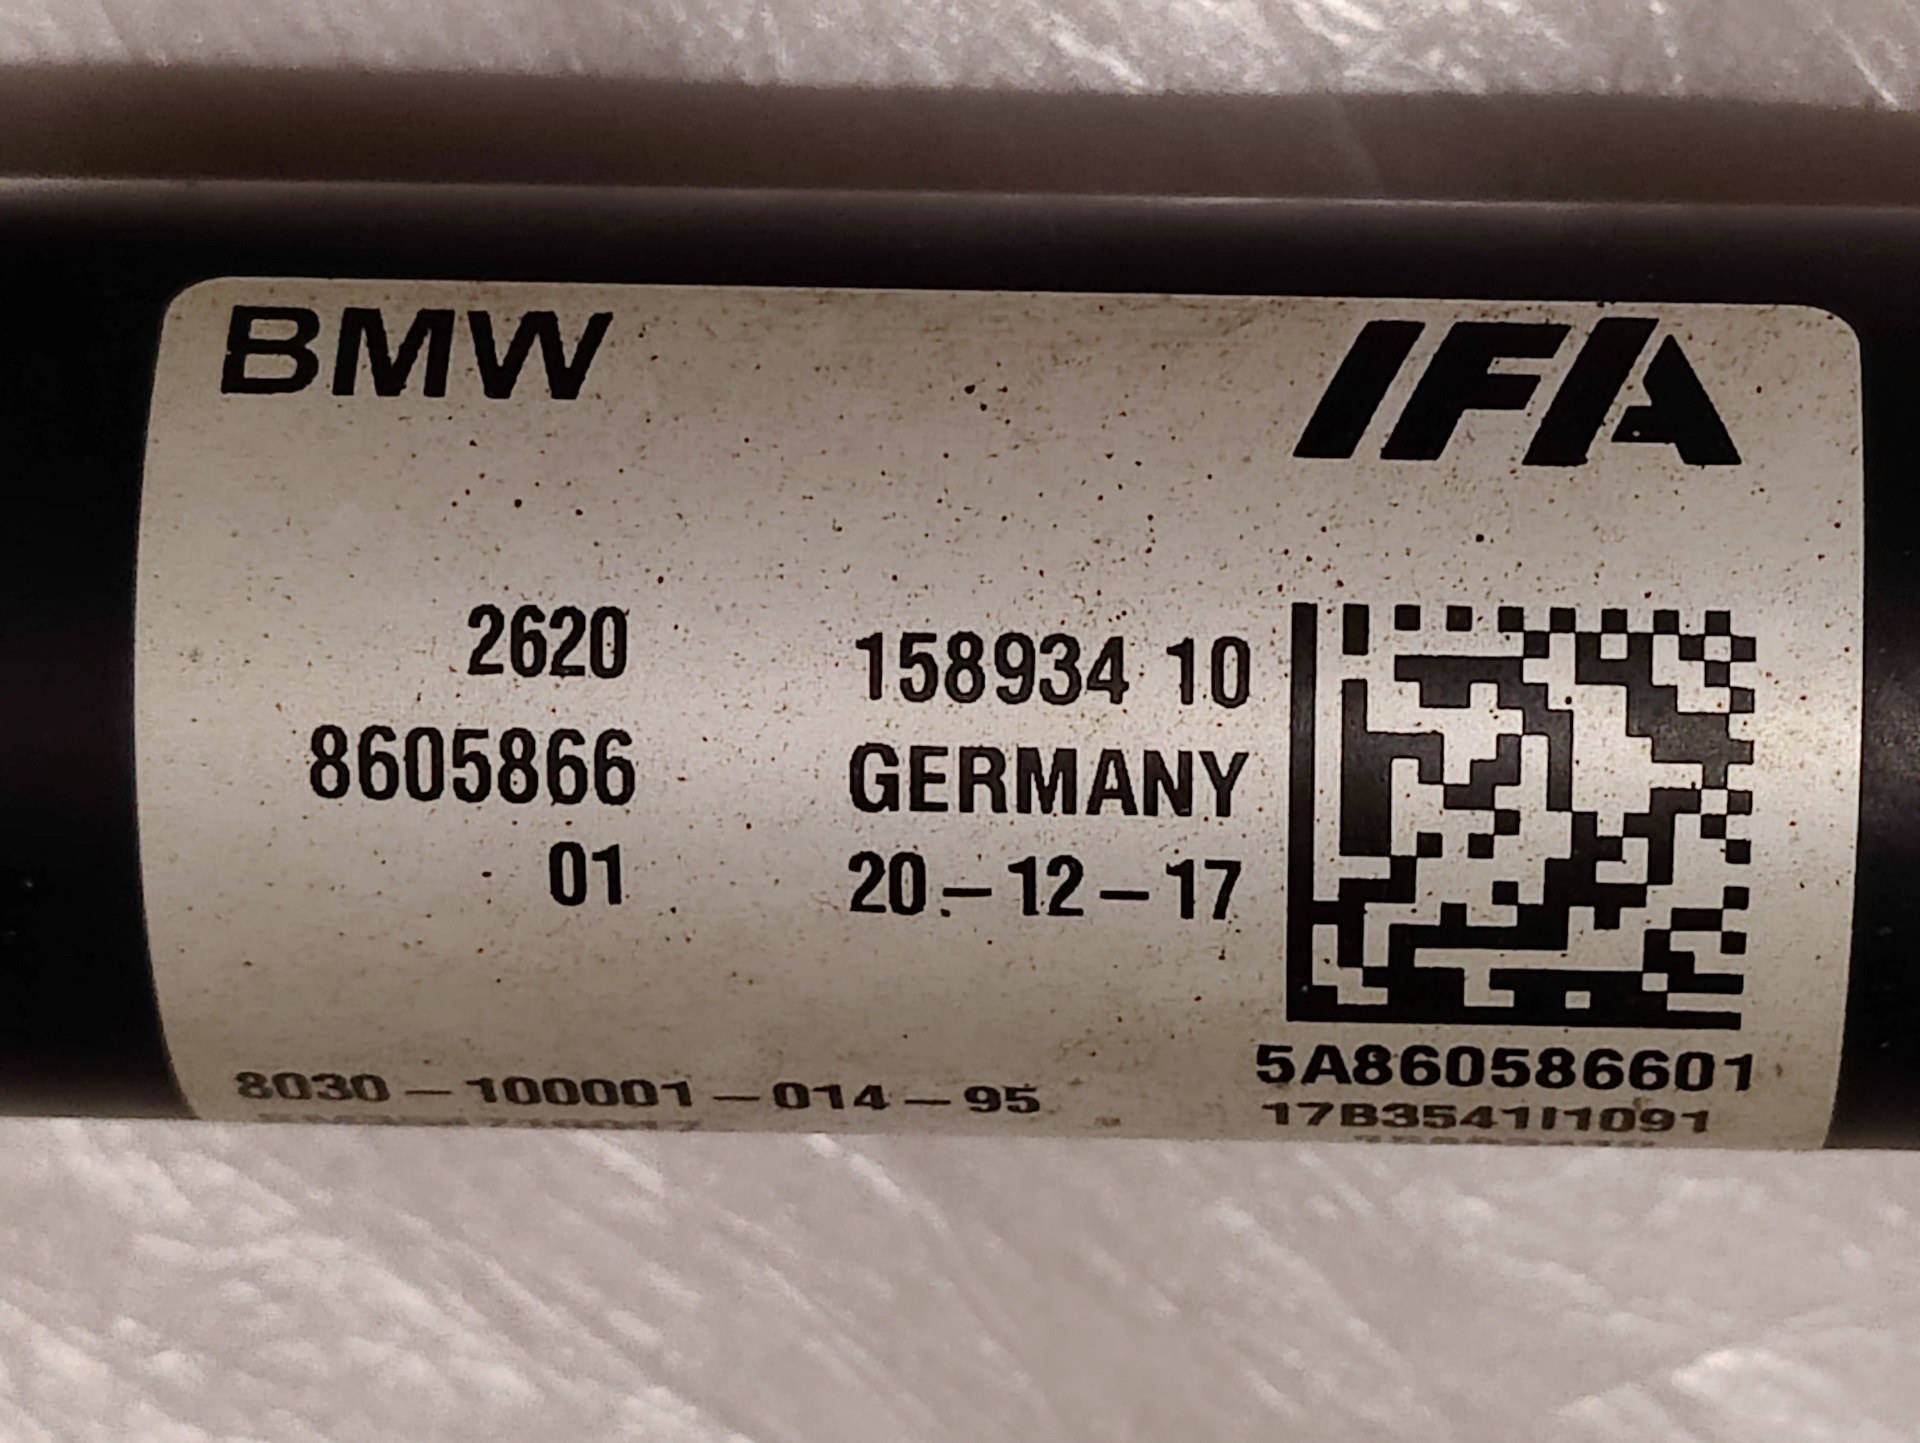 BMW
IFA
2620
158934 10
8605866
GERMANY
01
20-12-17
8030-100001-014-95
5A860586601
17B3541I1091